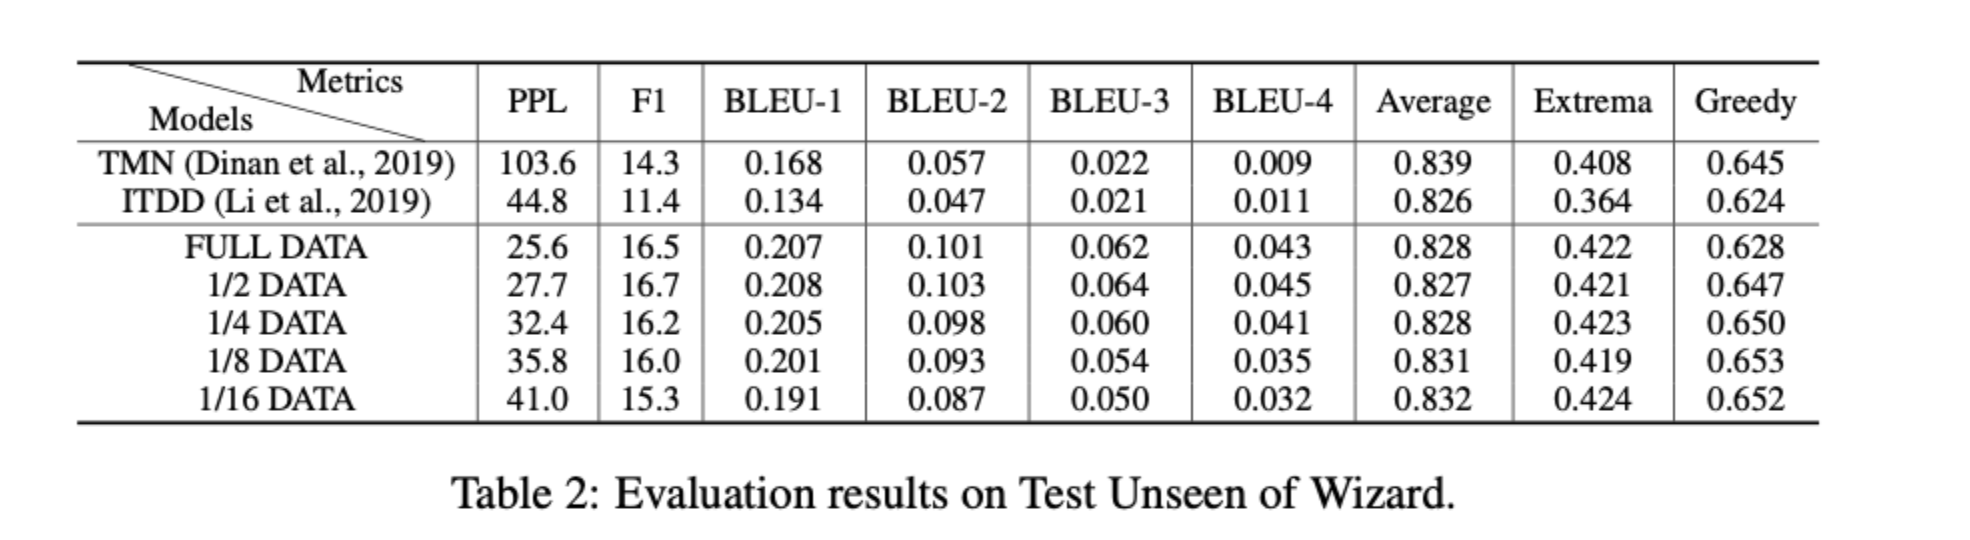 Metrics
Models
PPL F1 BLEU-1 BLEU-2 BLEU-3 BLEU-4 Average Extrema Greedy
TMN (Dinan et al., 2019) 103.6 14.3 0.168 0.057 0.022 0.009 0.839 0.408 0.645
ITDD (Li et al., 2019) 44.8 11.4 0.134 0.047 0.021 0.011 0.826 0.364 0.624
FULL DATA 25.6 16.5 0.207 0.101 0.062 0.043 0.828 0.422 0.628
1/2 DATA 27.7 16.7 0.208 0.103 0.064 0.045 0.827 0.421 0.647
1/4 DATA 32.4 16.2 0.205 0.098 0.060 0.041 0.828 0.423 0.650
1/8 DATA 35.8 16.0 0.201 0.093 0.054 0.035 0.831 0.419 0.653
1/16 DATA 41.0 15.3 0.191 0.087 0.050 0.032 0.832 0.424 0.652
Table 2: Evaluation results on Test Unseen of Wizard.